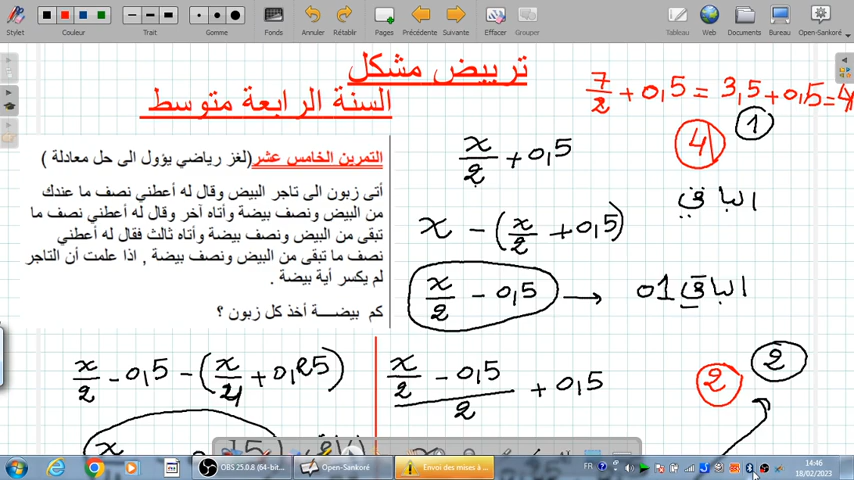 Stylet
Trait
Gomme
Fonds
Annuler
Rétablir
Pages
Précédent
Suivante
Effacer
Grouper
Tableau
Web
Documents
Bureau
Open-Sankoré
ترييض مشكل
السنة الرابعة متوسط
7/2 + 0,5 = 3,5 + 0,5 = 4
1
4
x/2 + 0,5
الباقي
التمرين الخامس عشر(لغز رياضي يؤول الى حل معادلة )
أتى زبون الى تاجر البيض وقال له أعطني نصف ما عندك
من البيض ونصف بيضة وأتاه آخر وقال له أعطني نصف ما
تبقى من البيض ونصف بيضة وأتاه ثالث فقال له أعطني
نصف ما تبقى من البيض ونصف بيضة , اذا علمت أن التاجر
لم يكسر أية بيضة .
كم بيضــــة أخذ كل زبون ؟
x - (x/2 + 0,5)
x/2 - 0,5 → الباقي 01
x/2 - 0,5 - (x/4 + 0,25)
(x/2 - 0,5)/2 + 0,5
2
2
OBS 25.0.8 (64-bit...
Open-Sankoré
Envoi des mises à ...
FR
14:46
18/02/2023